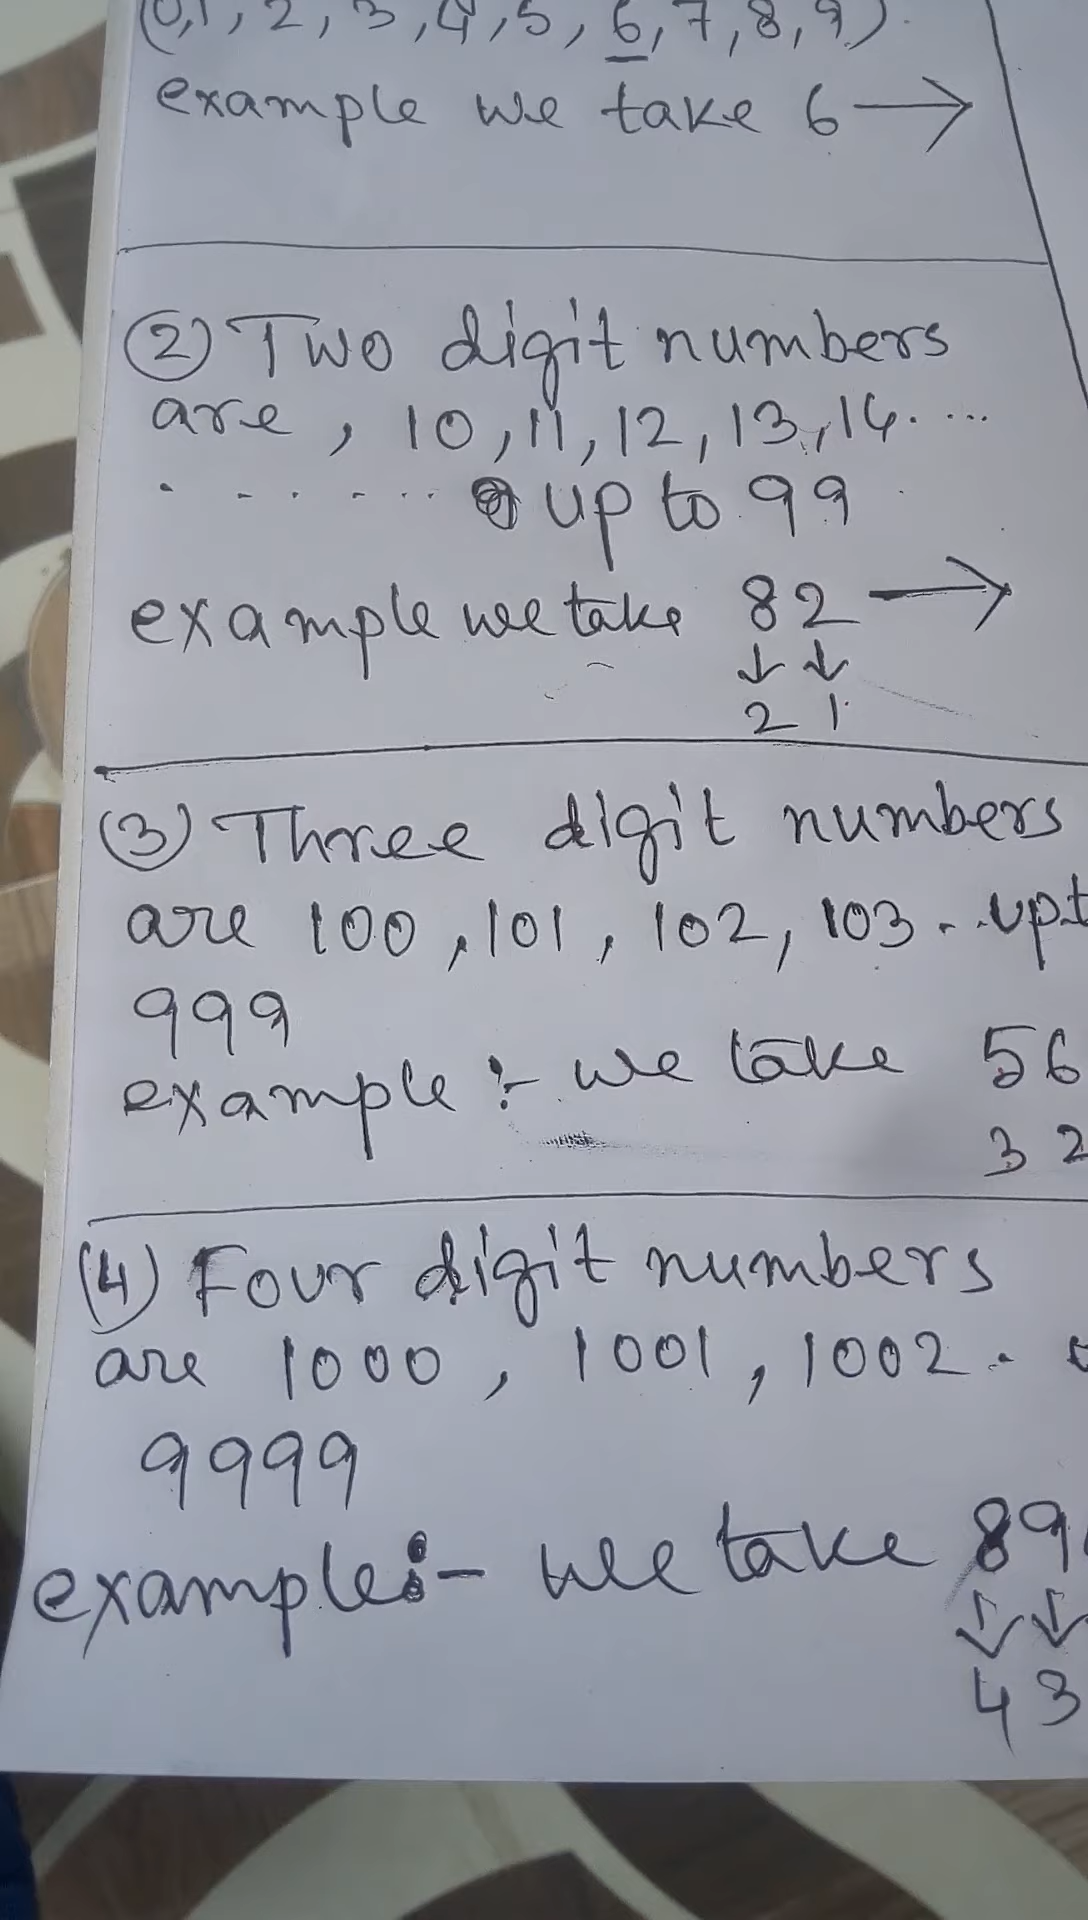 (0,1,2,3,4,5,6,7,8,9).
example we take 6 →
② Two digit numbers
are, 10,11,12,13,14.....
....... up to 99
example we take 82 →
↓ ↓
2 1
③ Three digit numbers
are 100,101,102,103...upt
999
example :- we take 56
3 2
(4) Four digit numbers
are 1000, 1001, 1002.
9999
example:- we take 89
↓ ↓
4 3